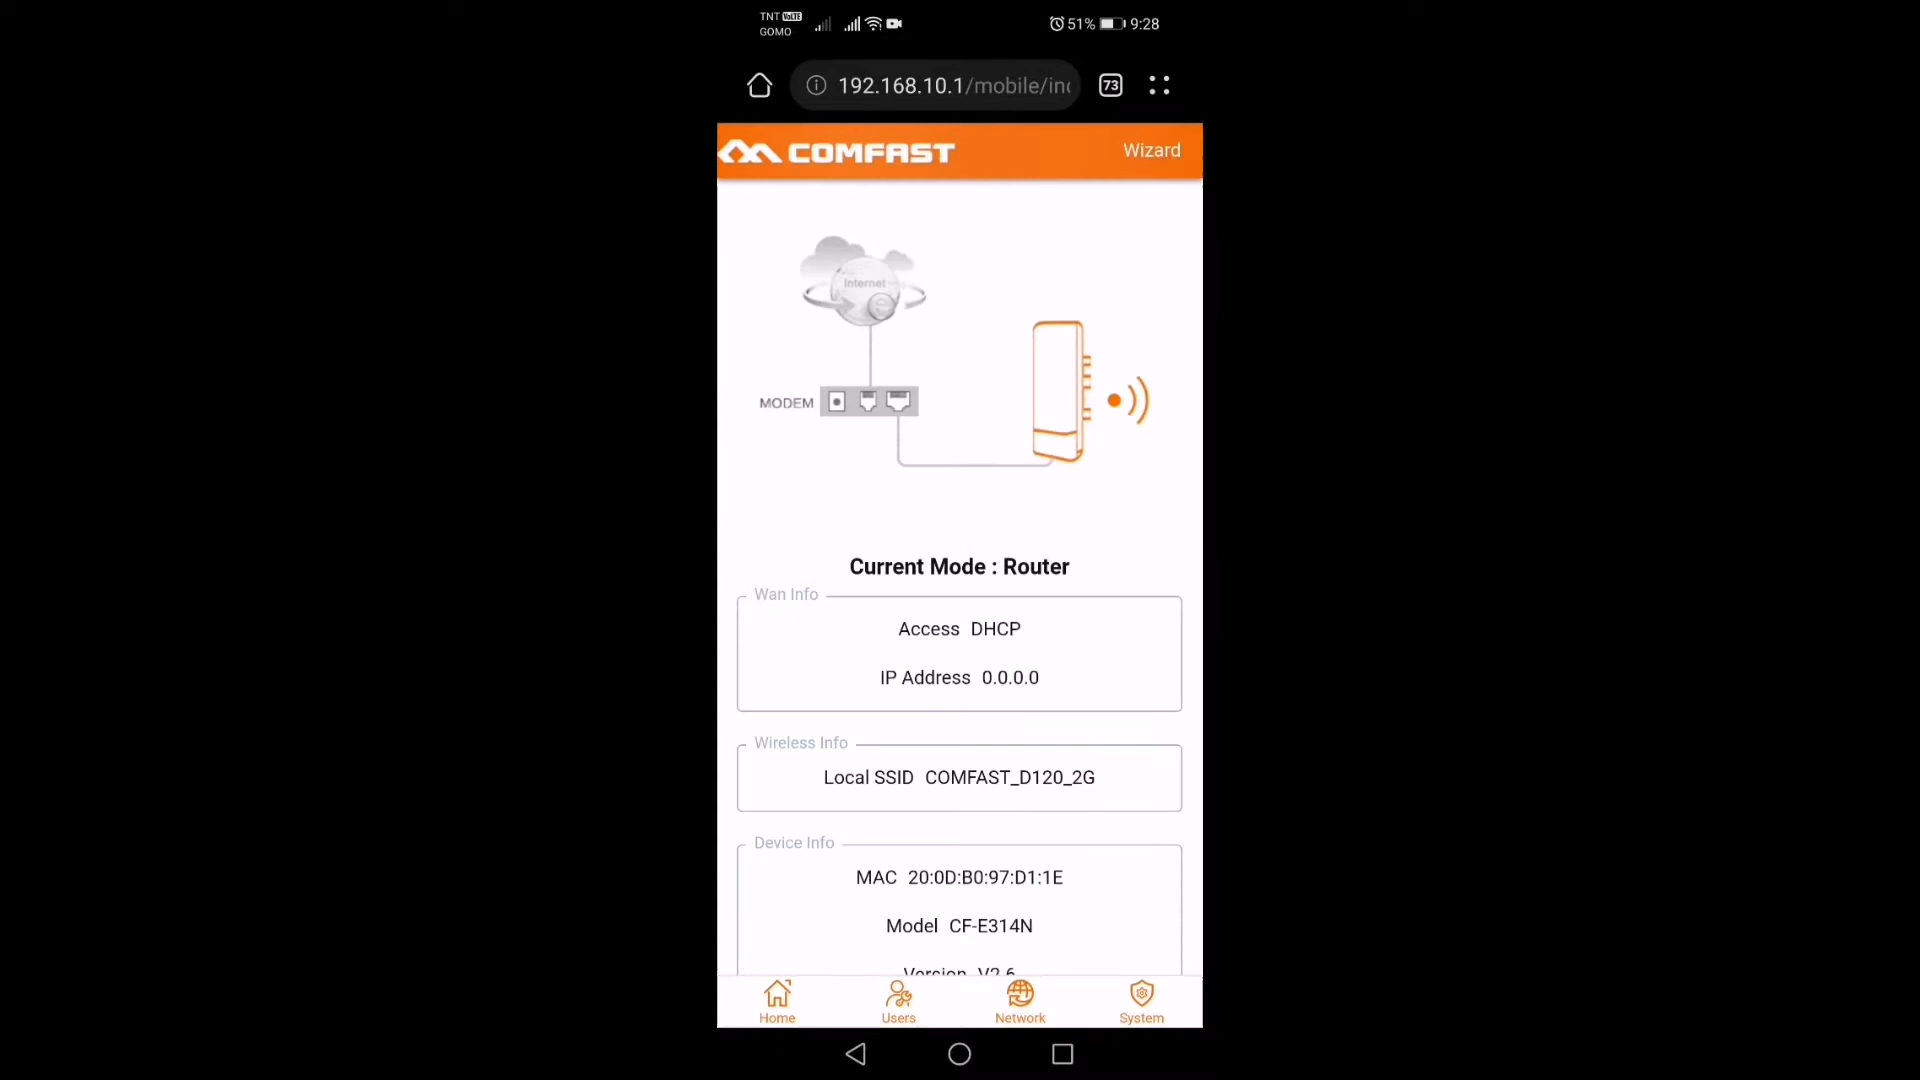 TNT VoLTE
GOMO
51% 9:28
192.168.10.1/mobile/in
73
COMFAST
Wizard
Internet
MODEM
Current Mode : Router
Wan Info
Access DHCP
IP Address 0.0.0.0
Wireless Info
Local SSID COMFAST_D120_2G
Device Info
MAC 20:0D:B0:97:D1:1E
Model CF-E314N
Version V2.6
Home
Users
Network
System